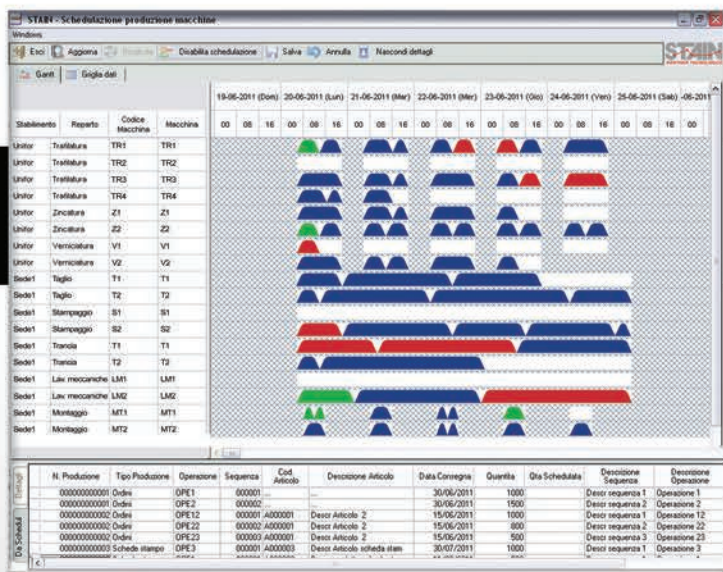 STAIN - Schedulazione produzione macchine
Windows
Esci Aggiorna Disabilita schedulazione Salva Annulla Nascondi dettagli
STAIN
Gantt Griglia dati
19-06-2011 (Dom) 20-06-2011 (Lun) 21-06-2011 (Mar) 22-06-2011 (Mer) 23-06-2011 (Gio) 24-06-2011 (Ven) 25-06-2011 (Sab) -06-2011
Stabilimento Reparto Codice Macchina Macchina 00 08 16 00 08 16 00 08 16 00 08 16 00 08 16 00 08 16 00 08 16 00
Unifor Trafilatura TR1 TR1
Unifor Trafilatura TR2 TR2
Unifor Trafilatura TR3 TR3
Unifor Trafilatura TR4 TR4
Unifor Zincatura Z1 Z1
Unifor Zincatura Z2 Z2
Unifor Verniciatura V1 V1
Unifor Verniciatura V2 V2
Sede1 Taglio T1 T1
Sede1 Taglio T2 T2
Sede1 Stampaggio S1 S1
Sede1 Stampaggio S2 S2
Sede1 Trancia T1 T1
Sede1 Trancia T2 T2
Sede1 Lav. meccaniche LM1 LM1
Sede1 Lav. meccaniche LM2 LM2
Sede1 Montaggio MT1 MT1
Sede1 Montaggio MT2 MT2
Dettagli
Da Schedul
N. Produzione Tipo Produzione Operazione Sequenza Cod. Articolo Descrizione Articolo Data Consegna Quantita Qta Schedulata Descrizione Sequenza Descrizione Operazione
000000000001 Ordini OPE1 000001 ... ... 30/06/2011 1000 Descr sequenza 1 Operazione 1
000000000001 Ordini OPE2 000002 ... ... 30/06/2011 1500 Descr sequenza 2 Operazione 2
000000000002 Ordini OPE12 000001 A000001 Descr Articolo 2 15/06/2011 1000 Descr sequenza 1 Operazione 12
000000000002 Ordini OPE22 000002 A000001 Descr Articolo 2 15/06/2011 800 Descr sequenza 2 Operazione 22
000000000002 Ordini OPE23 000003 A000001 Descr Articolo 2 15/06/2011 500 Descr sequenza 3 Operazione 23
000000000003 Schede stampo OPE3 000001 A000003 Descr Articolo scheda stam 30/07/2011 1000 Descr sequenza 1 Operazione 3